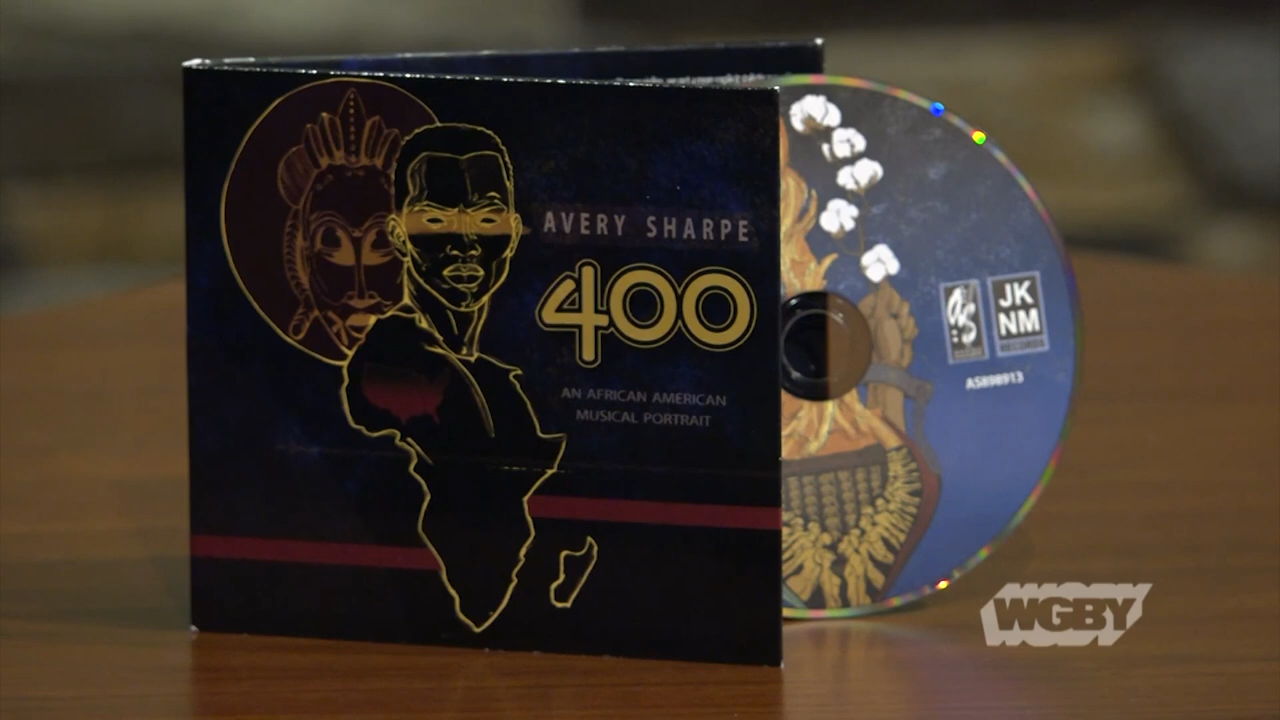 AVERY SHARPE
400
AN AFRICAN AMERICAN
MUSICAL PORTRAIT
JK
NM
RECORDS
AS898913
WGBY